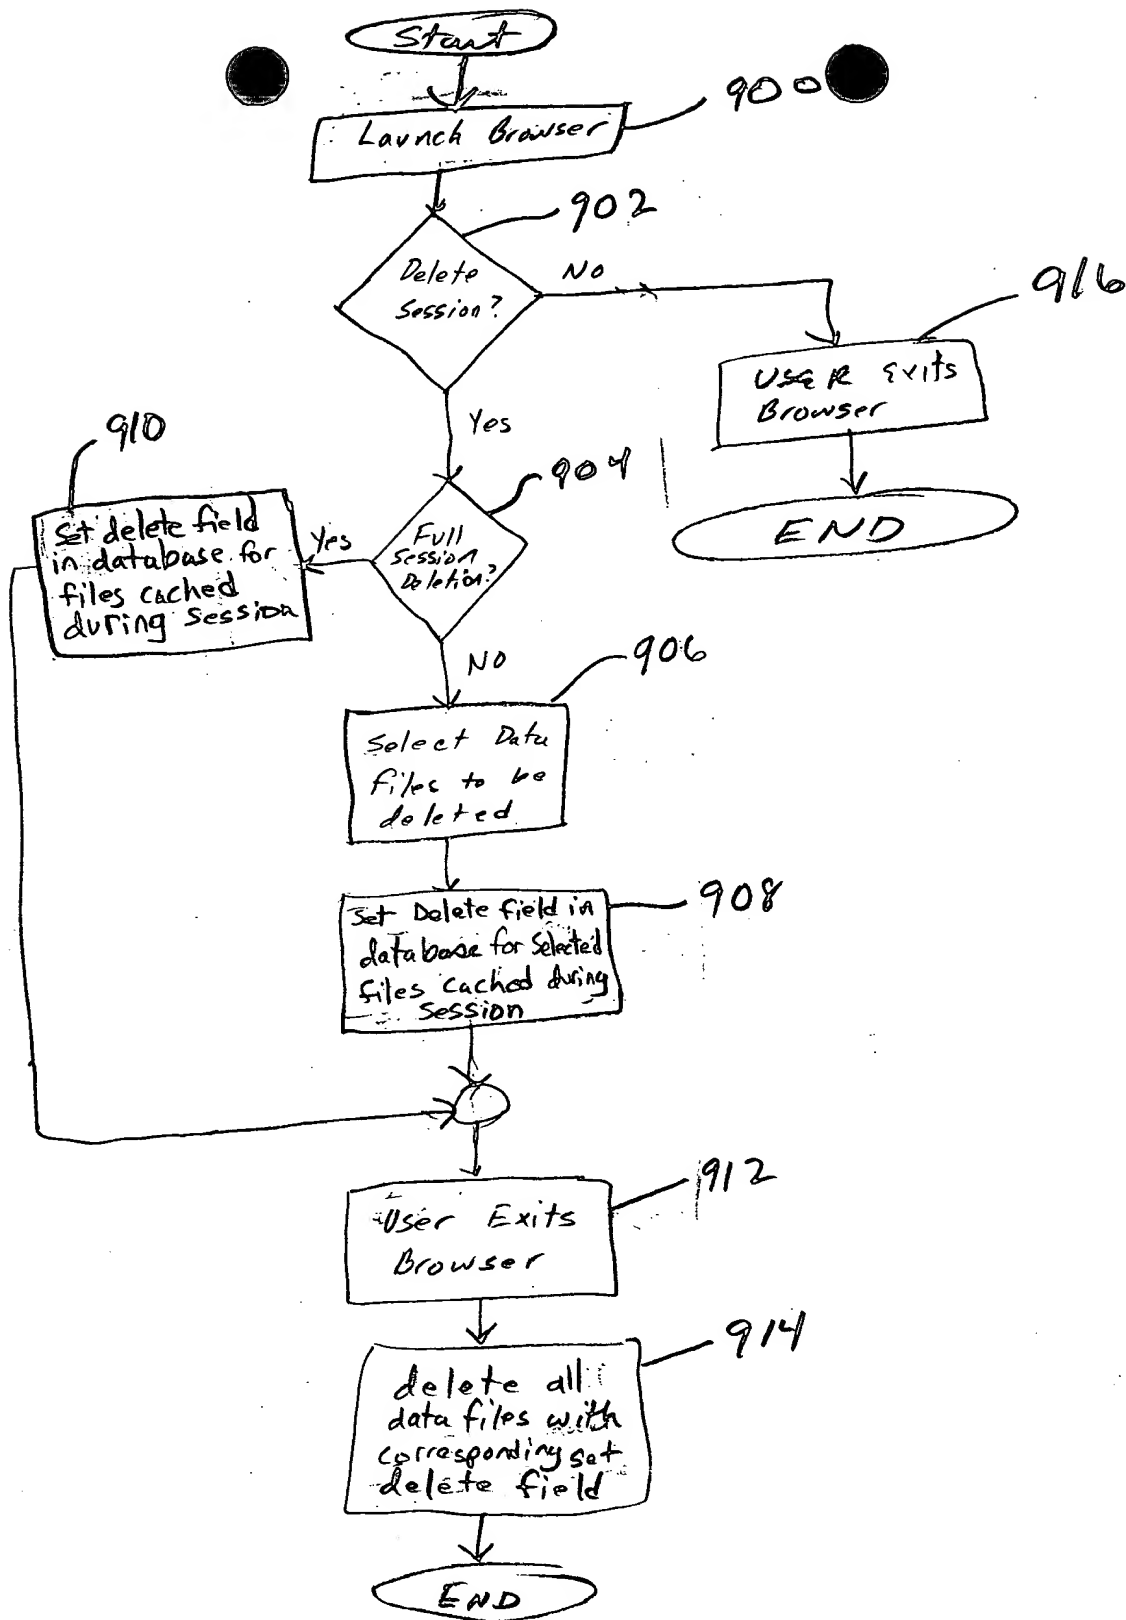 Start
900
Launch Browser
902
Delete
Session?
NO
916
USER Exits
Browser
END
Yes
904
910
Set delete field
in database for
files cached
during Session
Yes
Full
Session
Deletion?
NO
906
Select Data
files to be
deleted
908
Set Delete field in
database for Selected
files cached during
Session
912
User Exits
Browser
914
delete all
data files with
corresponding set
delete field
END